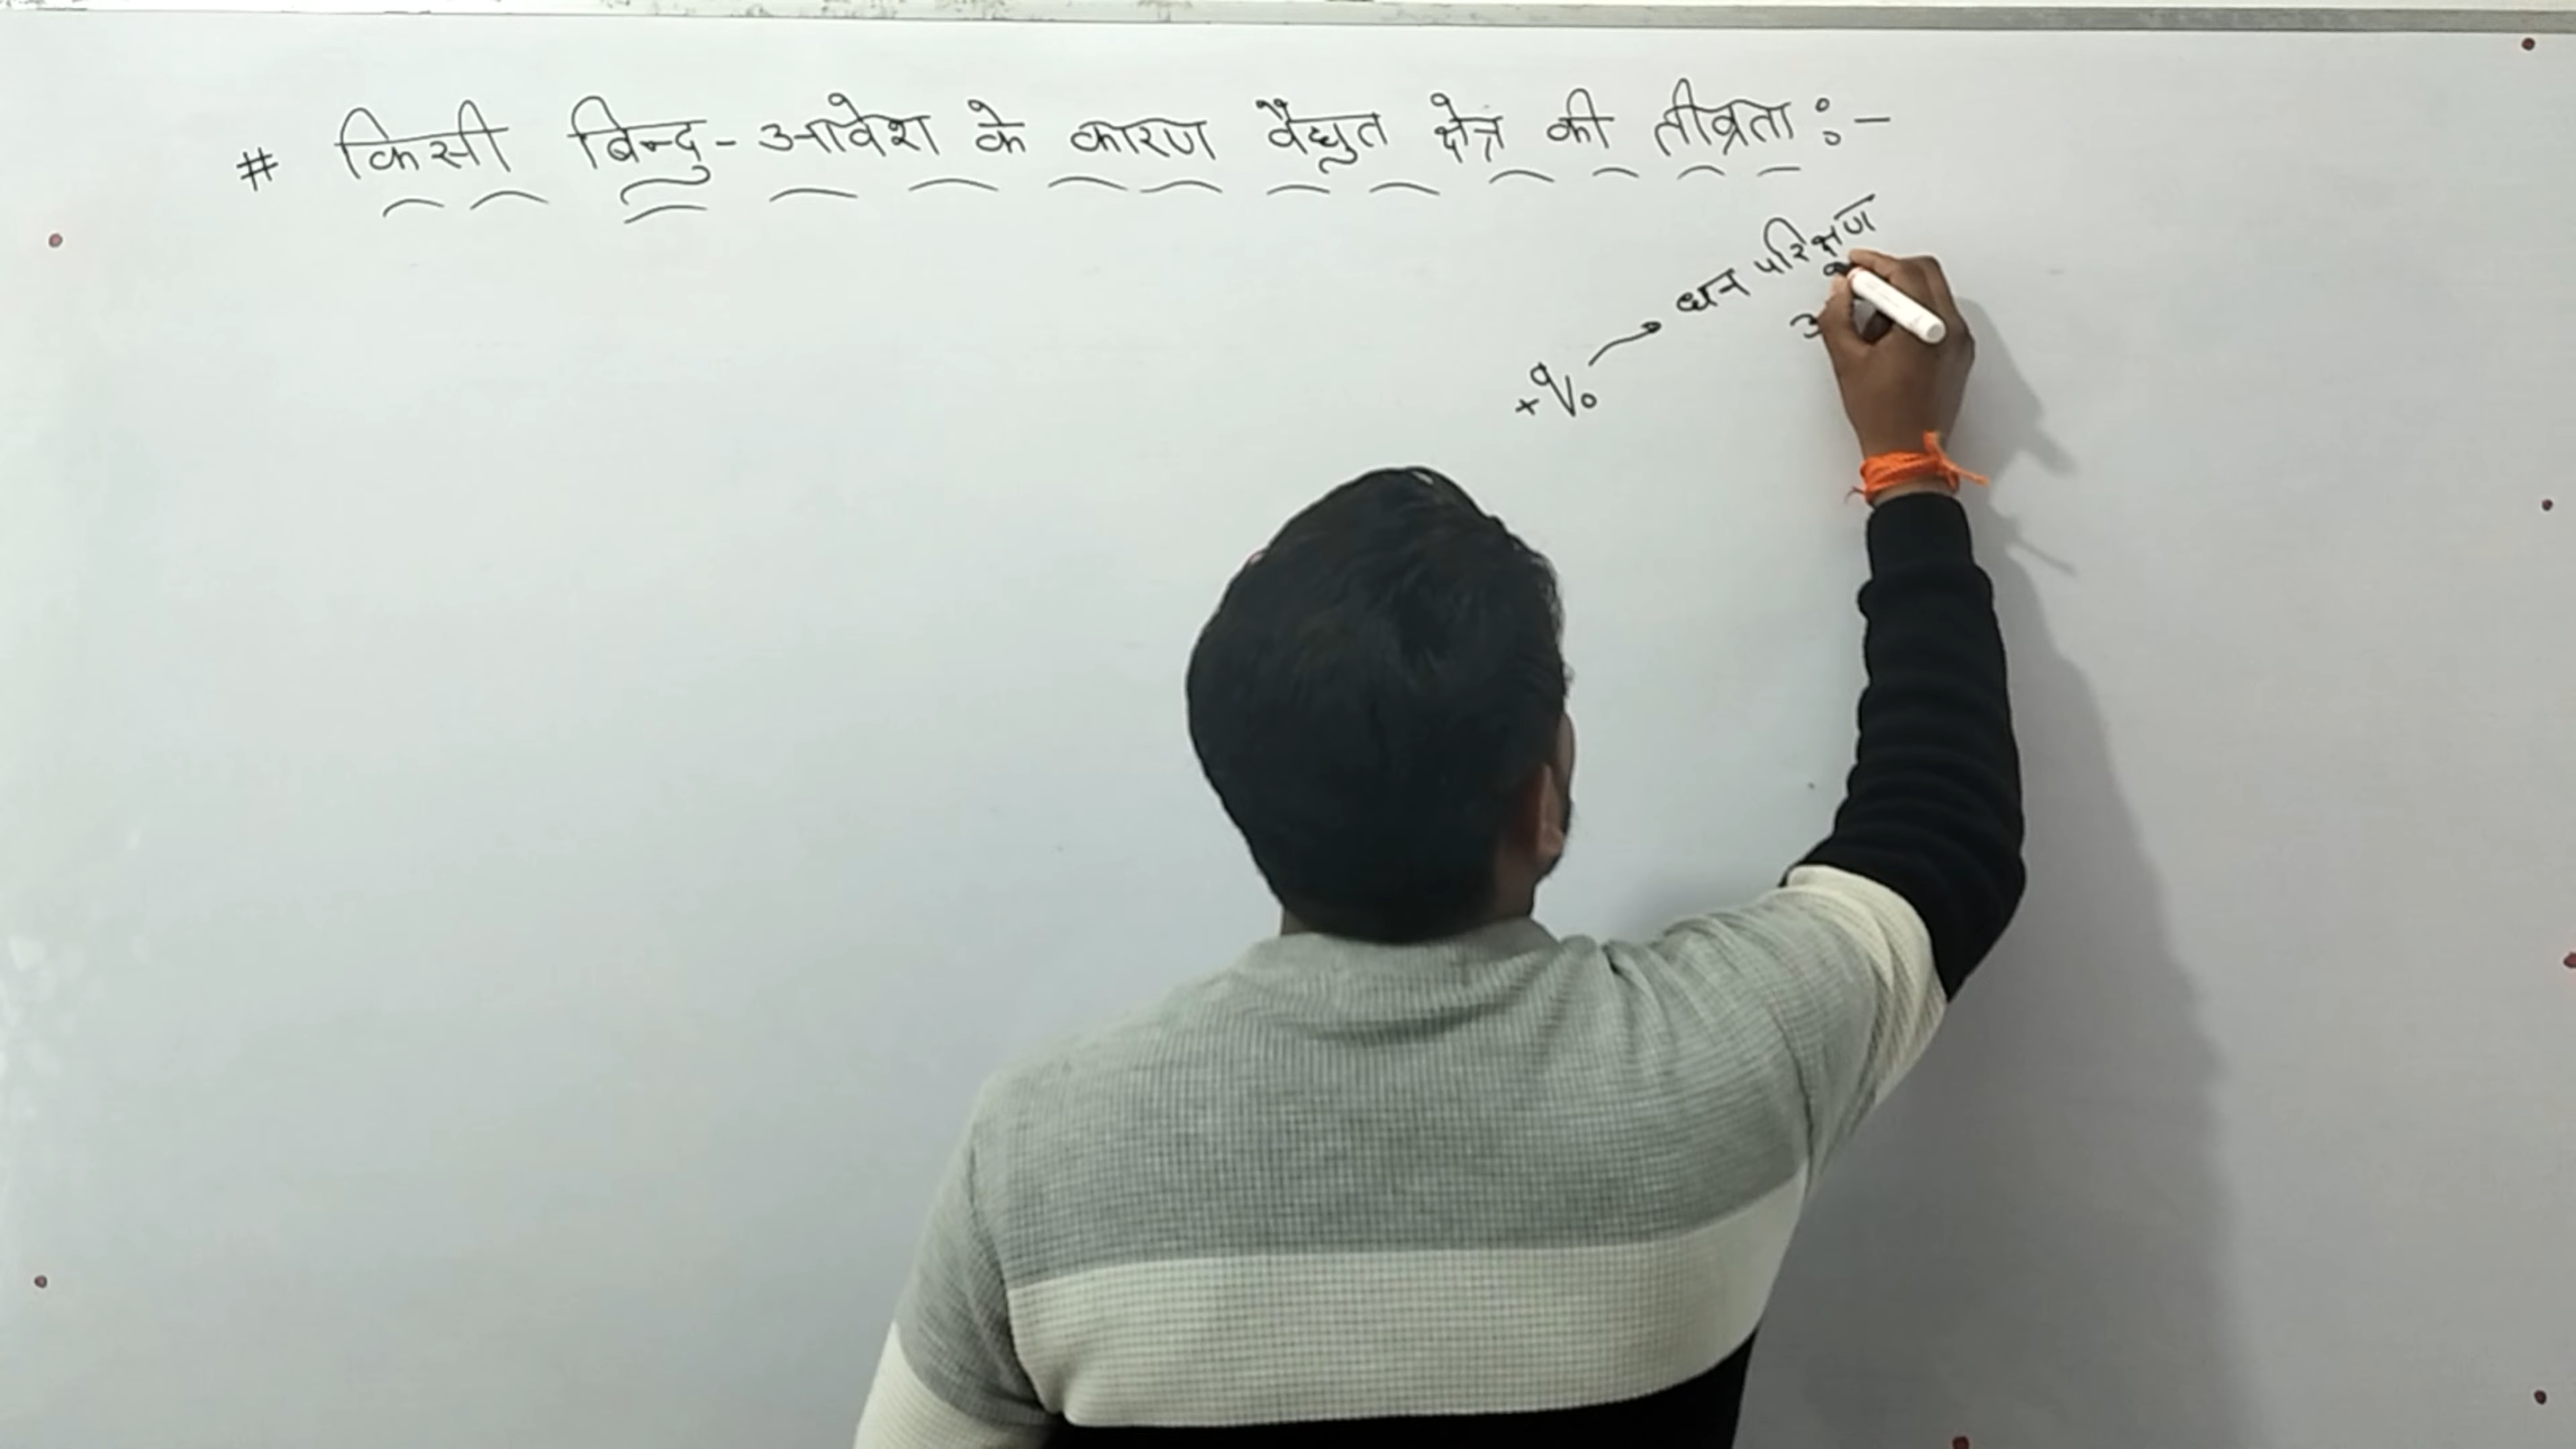 # किसी बिन्दु - आवेश के कारण वैद्युत क्षेत्र की तीव्रता :-
धन परिक्षण
+q₀